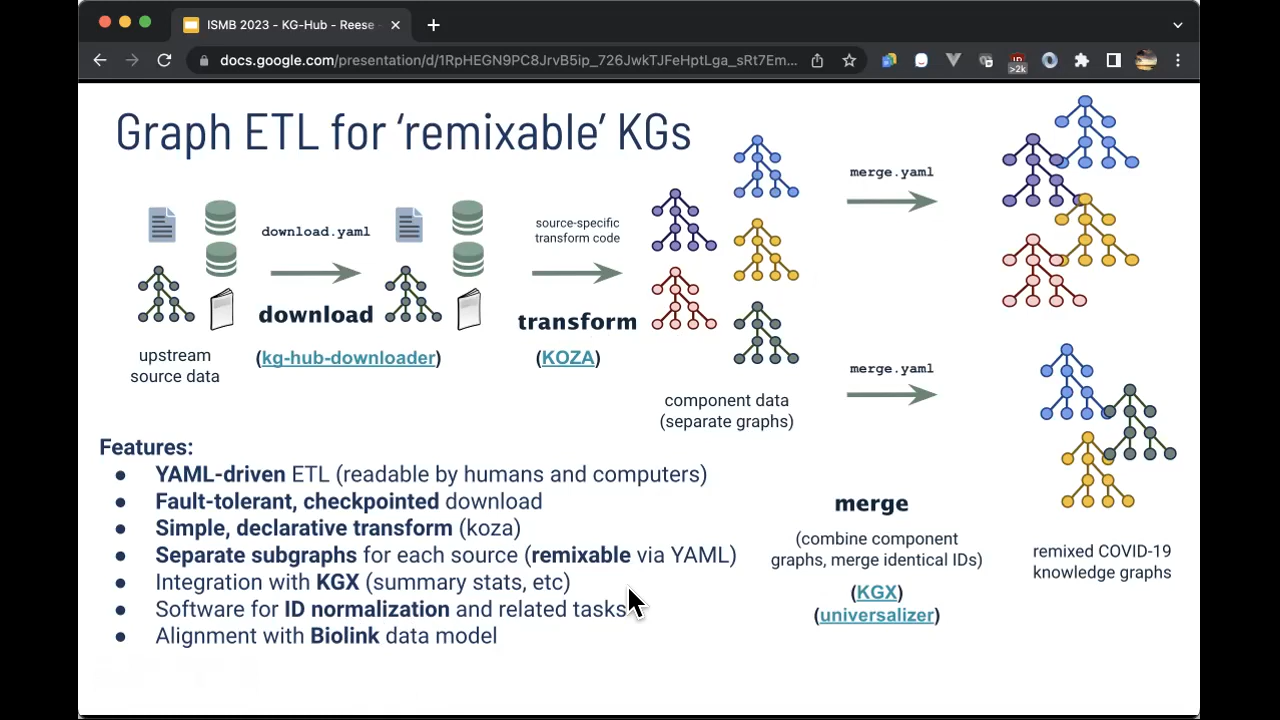 ISMB 2023 - KG-Hub - Reese -
docs.google.com/presentation/d/1RpHEGN9PC8JrvB5ip_726JwkTJFeHptLga_sRt7Em...
>2k
Graph ETL for ‘remixable’ KGs
download.yaml
source-specific
transform code
merge.yaml
download
transform
upstream
source data
(kg-hub-downloader)
(KOZA)
merge.yaml
component data
(separate graphs)
Features:
● YAML-driven ETL (readable by humans and computers)
● Fault-tolerant, checkpointed download
● Simple, declarative transform (koza)
● Separate subgraphs for each source (remixable via YAML)
● Integration with KGX (summary stats, etc)
● Software for ID normalization and related tasks
● Alignment with Biolink data model
merge
(combine component
graphs, merge identical IDs)
(KGX)
(universalizer)
remixed COVID-19
knowledge graphs